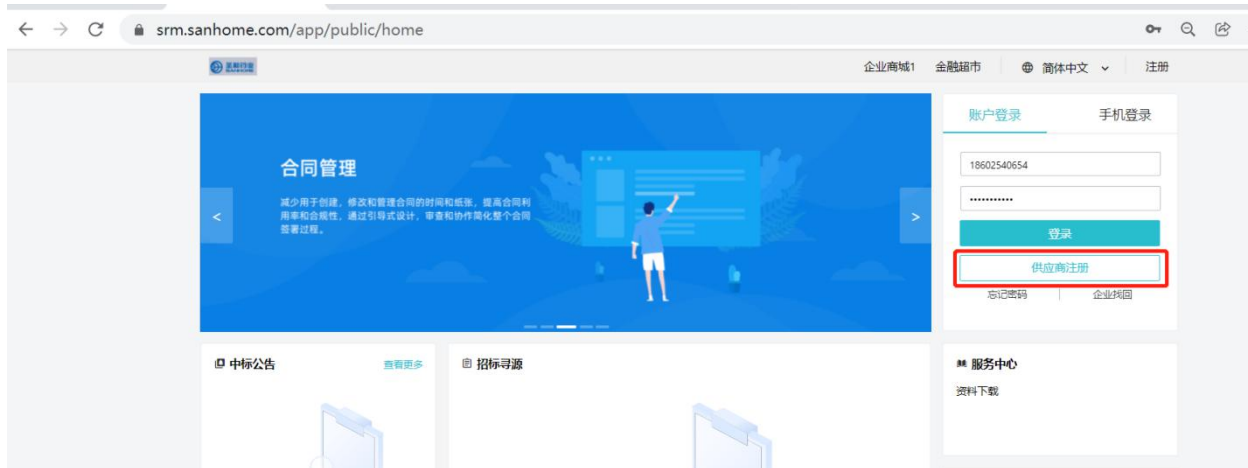 srm.sanhome.com/app/public/home
企业商城1 金融超市 简体中文 注册
合同管理
减少用于创建，修改和管理合同的时间和纸张，提高合同利
用率和合规性，通过引导式设计，审查和协作简化整个合同
签署过程。
<
>
账户登录 手机登录
18602540654
•••••••••••
登录
供应商注册
忘记密码 企业找回
中标公告 查看更多
招标寻源
服务中心
资料下载